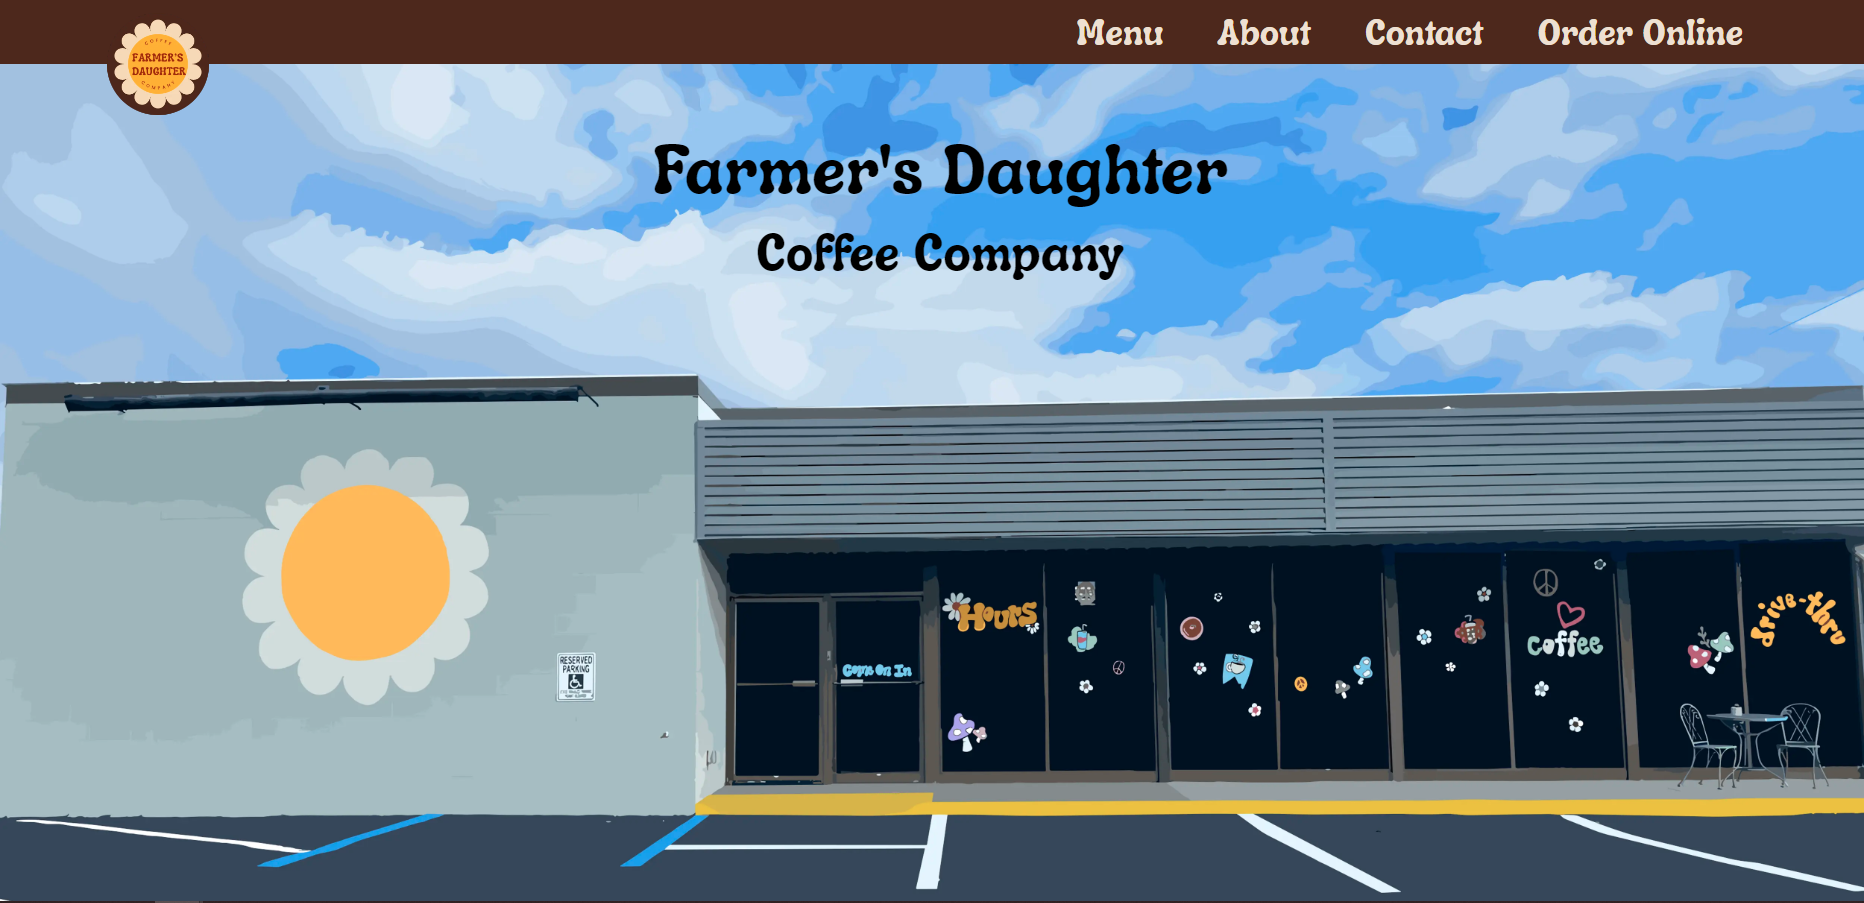 Menu About Contact Order Online
COFFEE
FARMER'S
DAUGHTER
COMPANY
Farmer's Daughter
Coffee Company
Hours
Drive-thru
Coffee
Come On In
RESERVED
PARKING